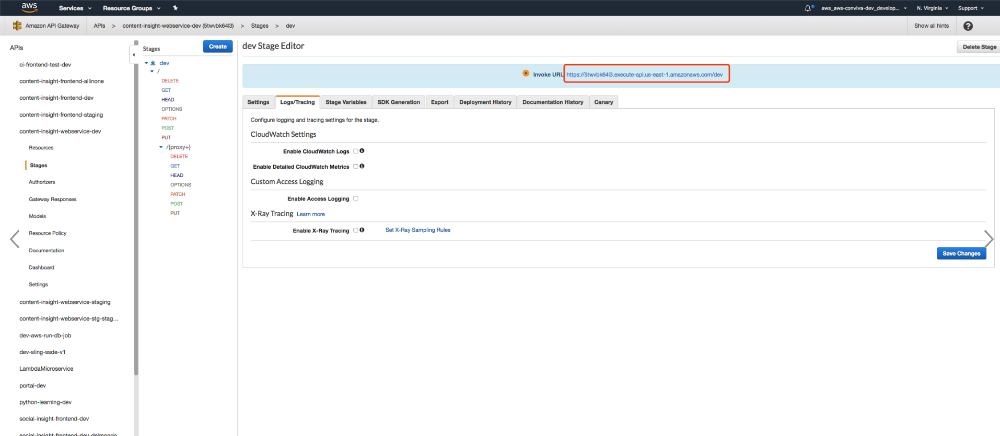 aws
Services
Resource Groups
aws_aws-conviva-dev_develop...
N. Virginia
Support
Amazon API Gateway
APIs > content-insight-webservice-dev (5twvbk64l3) > Stages > dev
Show all hints
?
APIs
ci-frontend-test-dev
content-insight-frontend-allinone
content-insight-frontend-dev
content-insight-frontend-staging
content-insight-webservice-dev
Resources
Stages
Authorizers
Gateway Responses
Models
Resource Policy
Documentation
Dashboard
Settings
content-insight-webservice-staging
content-insight-webservice-stg-stag...
dev-aws-run-db-job
dev-sling-ssde-v1
LambdaMicroservice
portal-dev
python-learning-dev
social-insight-frontend-dev
social-insight-frontend-dev-delmondo
Stages
Create
dev
/
DELETE
GET
HEAD
OPTIONS
PATCH
POST
PUT
/{proxy+}
DELETE
GET
HEAD
OPTIONS
PATCH
POST
PUT
dev Stage Editor
Delete Stage
Invoke URL https://5twvbk64l3.execute-api.us-east-1.amazonaws.com/dev
Settings
Logs/Tracing
Stage Variables
SDK Generation
Export
Deployment History
Documentation History
Canary
Configure logging and tracing settings for the stage.
CloudWatch Settings
Enable CloudWatch Logs
Enable Detailed CloudWatch Metrics
Custom Access Logging
Enable Access Logging
X-Ray Tracing Learn more
Enable X-Ray Tracing
Set X-Ray Sampling Rules
Save Changes